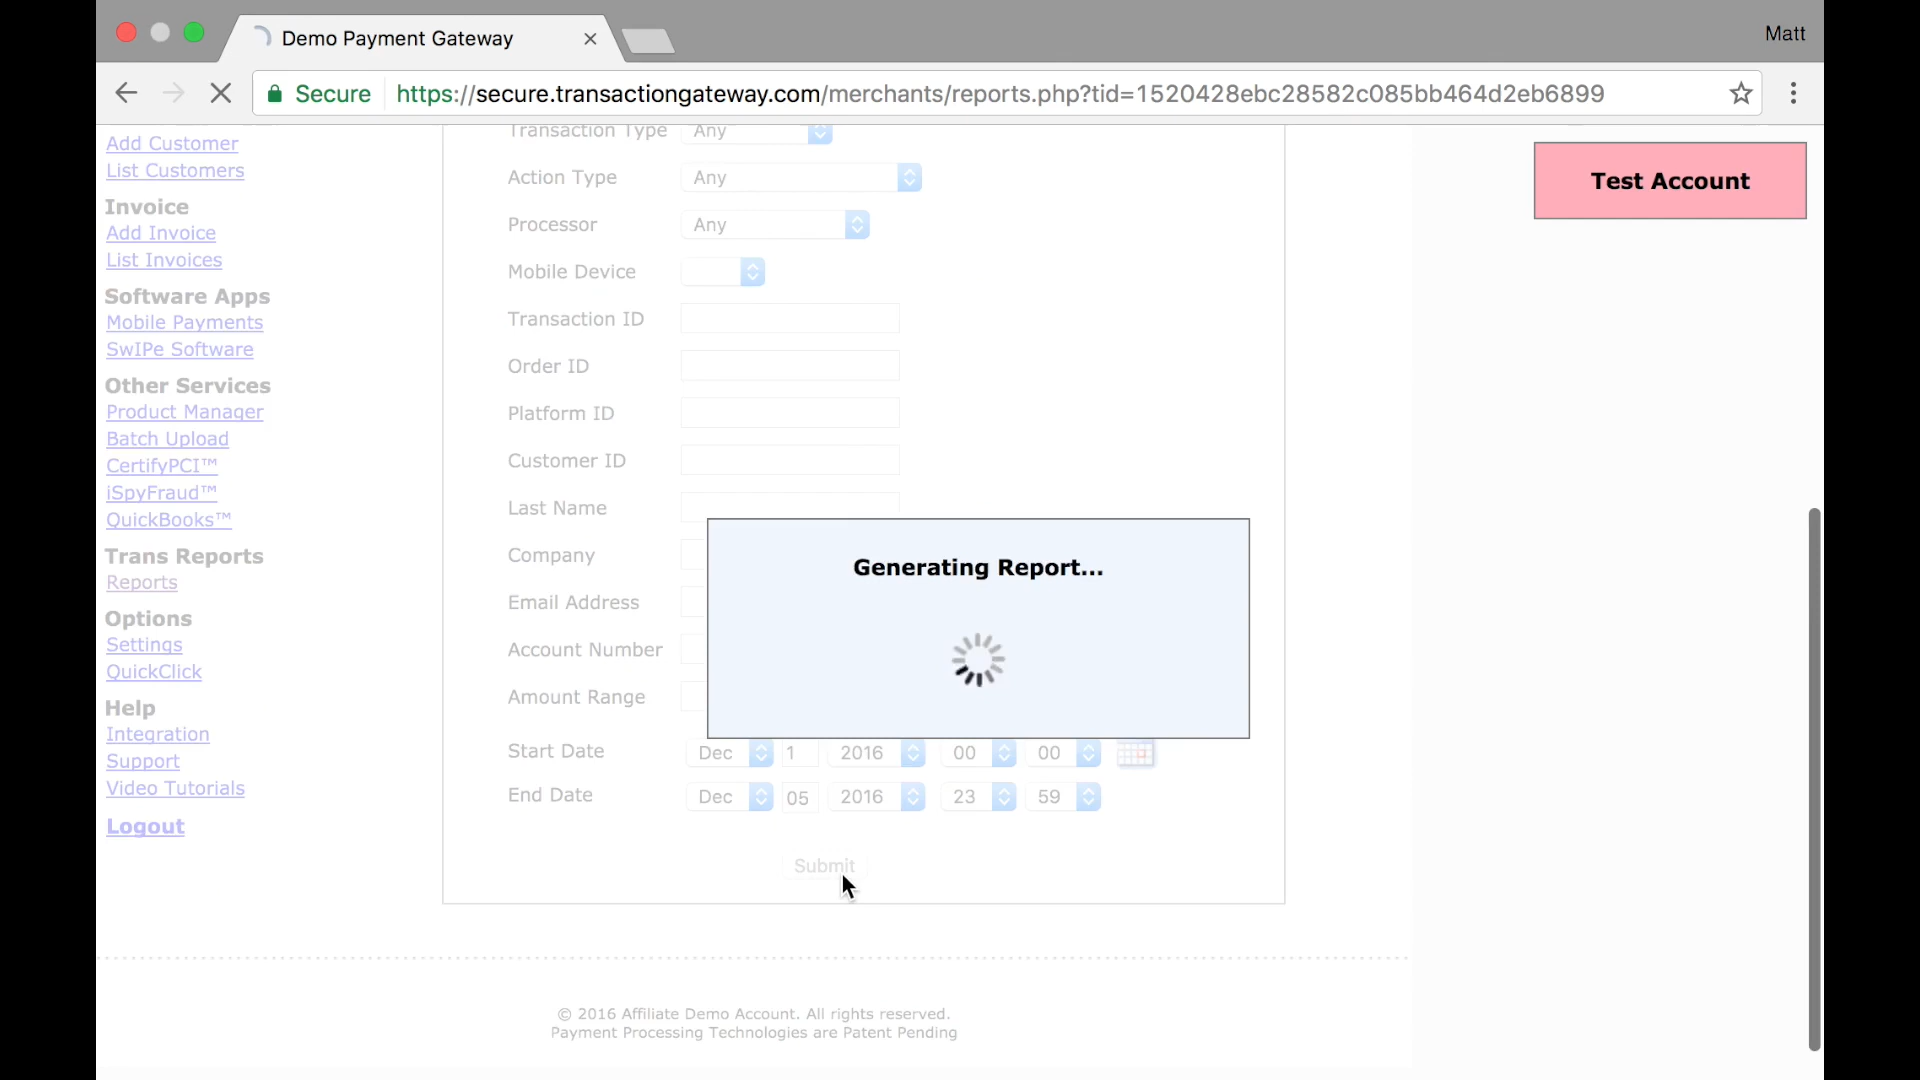 Demo Payment Gateway
Matt
Secure https://secure.transactiongateway.com/merchants/reports.php?tid=1520428ebc28582c085bb464d2eb6899
Test Account
Add Customer
List Customers
Invoice
Add Invoice
List Invoices
Software Apps
Mobile Payments
SwIPe Software
Other Services
Product Manager
Batch Upload
CertifyPCI™
iSpyFraud™
QuickBooks™
Trans Reports
Reports
Options
Settings
QuickClick
Help
Integration
Support
Video Tutorials
Logout
Transaction Type Any
Action Type Any
Processor Any
Mobile Device
Transaction ID
Order ID
Platform ID
Customer ID
Last Name
Company
Email Address
Account Number
Amount Range
Generating Report...
Start Date Dec 1 2016 00 00
End Date Dec 05 2016 23 59
Submit
© 2016 Affiliate Demo Account. All rights reserved.
Payment Processing Technologies are Patent Pending